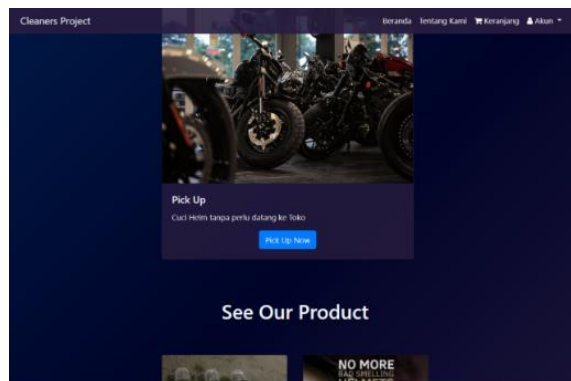 Cleaners Project
Beranda Tentang Kami Keranjang Akun
Pick Up
Cuci Helm tanpa perlu datang ke Toko
Pick Up Now
See Our Product
NO MORE
BAD SMELLING
HELMETS